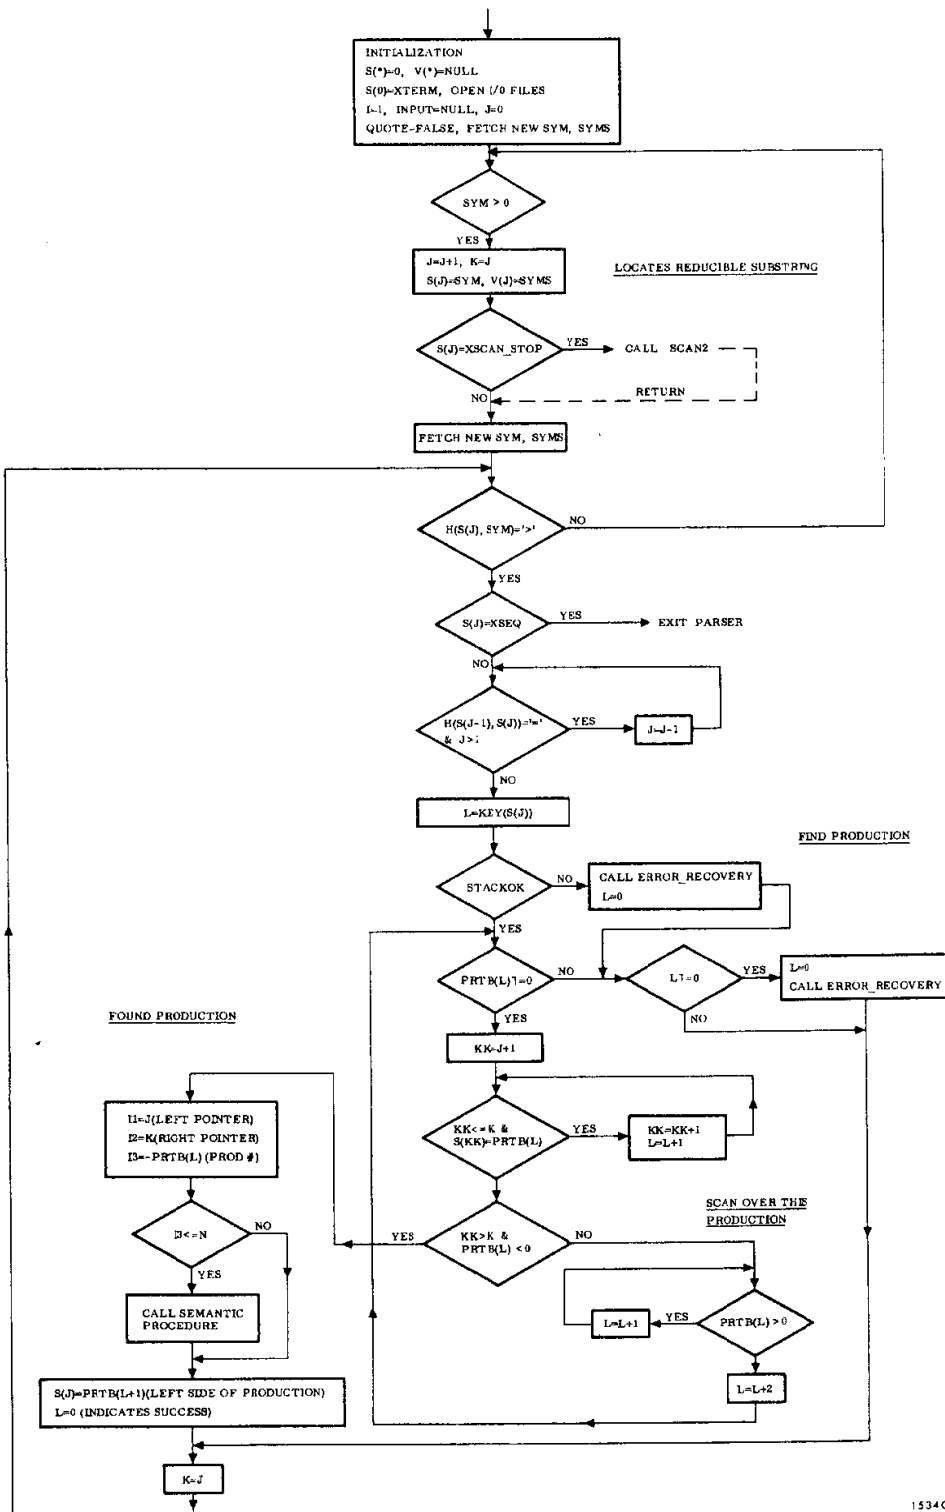 INITIALIZATION
S(*)=0, V(*)=NULL
S(0)=XTERM, OPEN I/O FILES
I=1, INPUT=NULL, J=0
QUOTE=FALSE, FETCH NEW SYM, SYMS
SYM > 0
YES
J=J+1, K=J
S(J)=SYM, V(J)=SYMS
LOCATES REDUCIBLE SUBSTRING
S(J)=XSCAN_STOP
YES
CALL SCAN2
RETURN
NO
FETCH NEW SYM, SYMS
H(S(J), SYM)='>'
NO
YES
S(J)=XSEQ
YES
EXIT PARSER
NO
H(S(J-1), S(J))='='
& J>1
YES
J=J-1
NO
L=KEY(S(J))
FIND PRODUCTION
STACKOK
NO
CALL ERROR_RECOVERY
L=0
YES
PRTB(L)¬=0
NO
L¬=0
YES
L=0
CALL ERROR_RECOVERY
NO
YES
FOUND PRODUCTION
KK=J+1
I1=J(LEFT POINTER)
I2=K(RIGHT POINTER)
I3=-PRTB(L) (PROD #)
KK<=K &
S(KK)=PRTB(L)
YES
KK=KK+1
L=L+1
SCAN OVER THIS
PRODUCTION
I3<=N
NO
YES
YES
KK>K &
PRTB(L) <0
NO
CALL SEMANTIC
PROCEDURE
L=L+1
YES
PRTB(L) >0
S(J)=PRTB(L+1)(LEFT SIDE OF PRODUCTION)
L=0 (INDICATES SUCCESS)
L=L+2
K=J